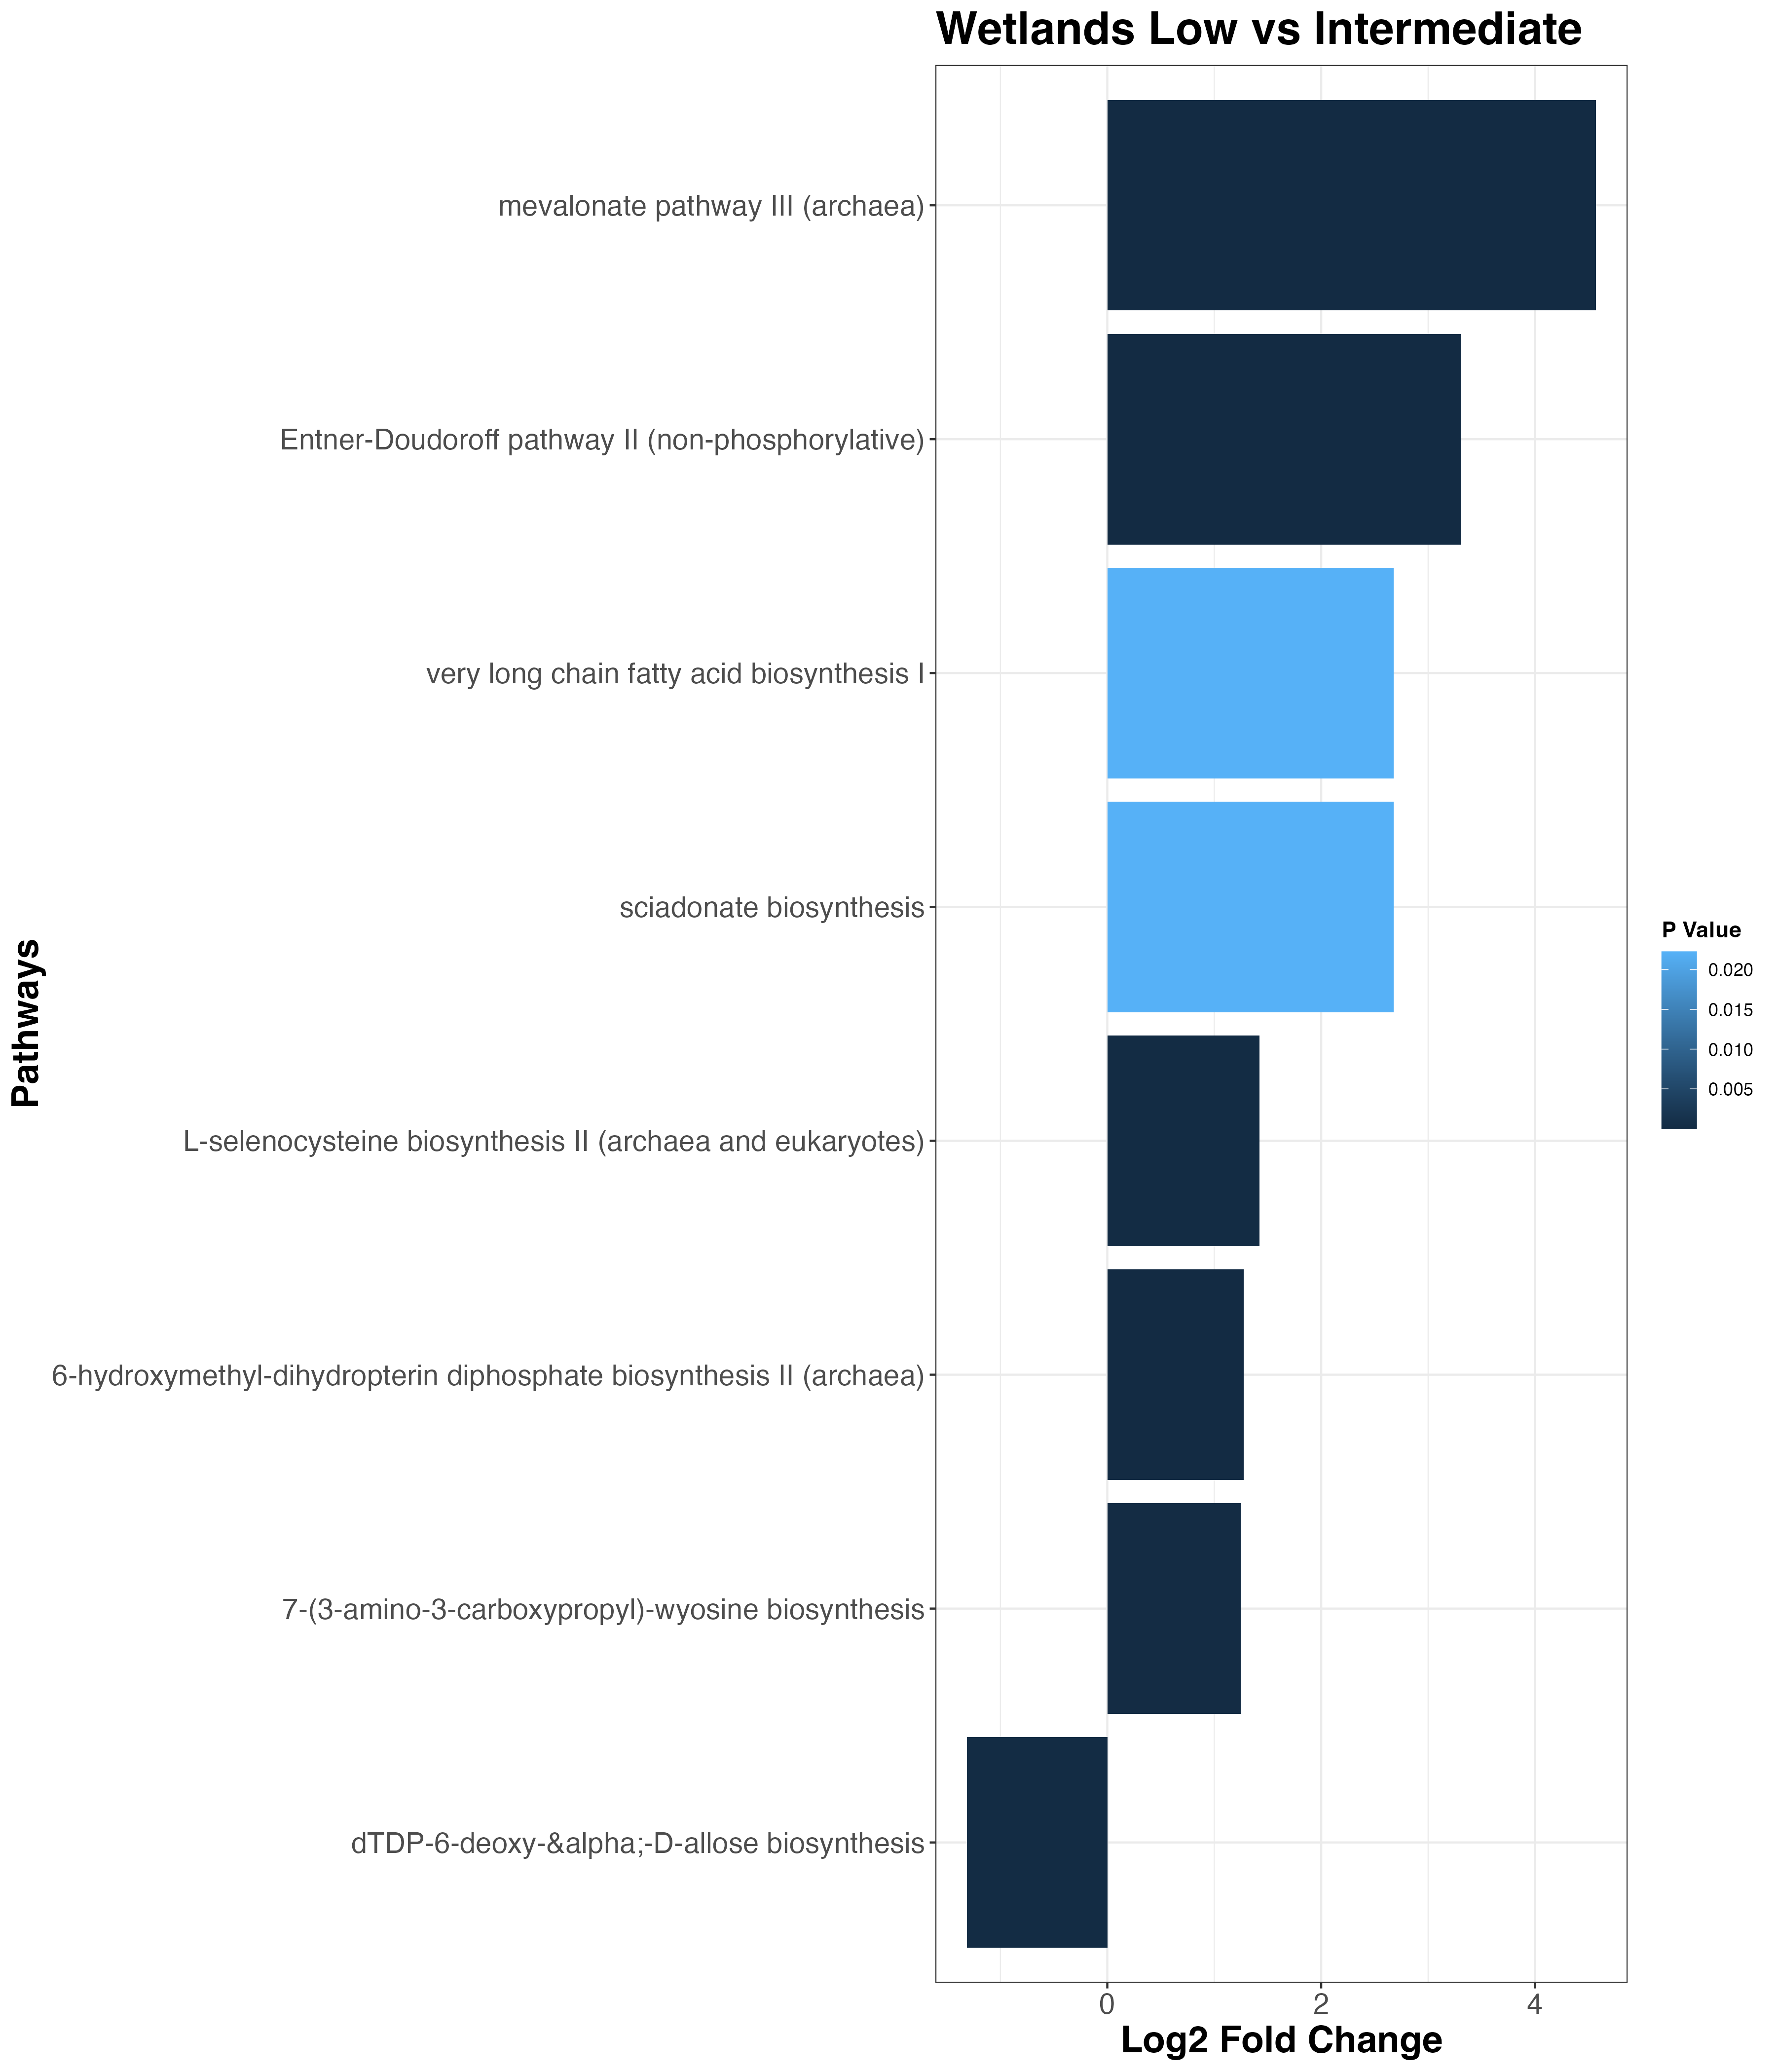 Wetlands Low vs Intermediate
Pathways
mevalonate pathway III (archaea)
Entner-Doudoroff pathway II (non-phosphorylative)
very long chain fatty acid biosynthesis I
sciadonate biosynthesis
L-selenocysteine biosynthesis II (archaea and eukaryotes)
6-hydroxymethyl-dihydropterin diphosphate biosynthesis II (archaea)
7-(3-amino-3-carboxypropyl)-wyosine biosynthesis
dTDP-6-deoxy-&alpha;-D-allose biosynthesis
0 2 4
Log2 Fold Change
P Value
0.020
0.015
0.010
0.005